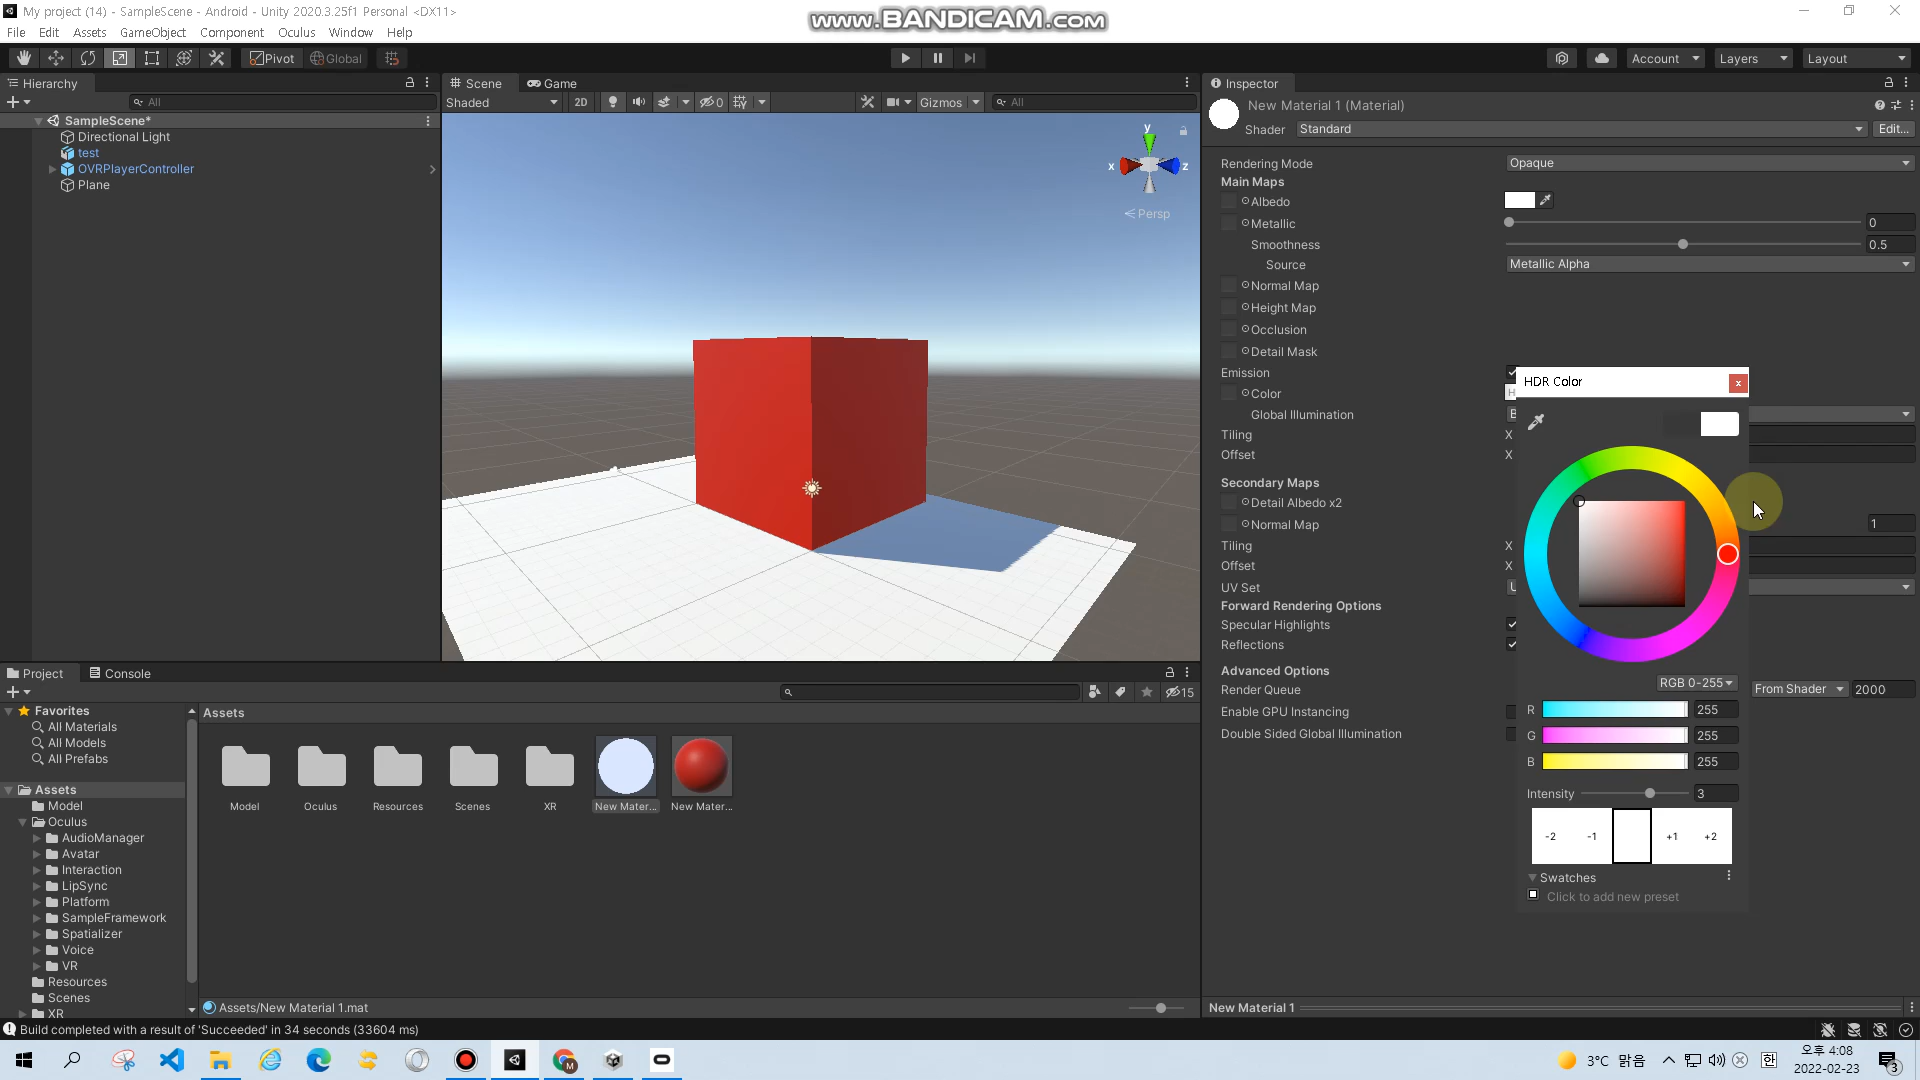 My project (14) - SampleScene - Android - Unity 2020.3.25f1 Personal <DX11>
www.BANDICAM.com
File Edit Assets GameObject Component Oculus Window Help
Pivot Global
Account Layers Layout
Hierarchy
All
SampleScene*
Directional Light
test
OVRPlayerController
Plane
Scene Game
Shaded 2D 0 Gizmos All
y
x z
Persp
Inspector
New Material 1 (Material)
Shader Standard Edit...
Rendering Mode Opaque
Main Maps
Albedo
Metallic 0
Smoothness 0.5
Source Metallic Alpha
Normal Map
Height Map
Occlusion
Detail Mask
Emission
Color
Global Illumination
Tiling X
Offset X
Secondary Maps
Detail Albedo x2
Normal Map 1
Tiling X
Offset X
UV Set
Forward Rendering Options
Specular Highlights
Reflections
Advanced Options
Render Queue From Shader 2000
Enable GPU Instancing
Double Sided Global Illumination
HDR Color x
RGB 0-255
R 255
G 255
B 255
Intensity 3
-2 -1 +1 +2
Swatches
Click to add new preset
New Material 1
Project Console
15
Favorites
All Materials
All Models
All Prefabs
Assets
Model
Oculus
AudioManager
Avatar
Interaction
LipSync
Platform
SampleFramework
Spatializer
Voice
VR
Resources
Scenes
XR
Assets
Model Oculus Resources Scenes XR New Mater... New Mater...
Assets/New Material 1.mat
Build completed with a result of 'Succeeded' in 34 seconds (33604 ms)
3°C 맑음
한
오후 4:08
2022-02-23
3